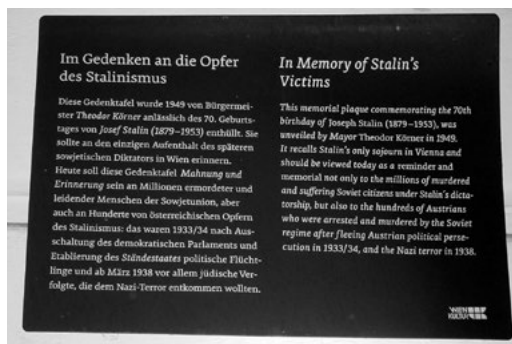 Im Gedenken an die Opfer
des Stalinismus
Diese Gedenktafel wurde 1949 von Bürgermei-
ster Theodor Körner anlässlich des 70. Geburts-
tages von Josef Stalin (1879–1953) enthüllt. Sie
sollte an den einzigen Aufenthalt des späteren
sowjetischen Diktators in Wien erinnern.
Heute soll diese Gedenktafel Mahnung und
Erinnerung sein an Millionen ermordeter und
leidender Menschen der Sowjetunion, aber
auch an Hunderte von österreichischen Opfern
des Stalinismus: das waren 1933/34 nach Aus-
schaltung des demokratischen Parlaments und
Etablierung des Ständestaates politische Flücht-
linge und ab März 1938 vor allem jüdische Ver-
folgte, die dem Nazi-Terror entkommen wollten.
In Memory of Stalin's
Victims
This memorial plaque commemorating the 70th
birthday of Joseph Stalin (1879–1953), was
unveiled by Mayor Theodor Körner in 1949.
It recalls Stalin's only sojourn in Vienna and
should be viewed today as a reminder and
memorial not only to the millions of murdered
and suffering Soviet citizens under Stalin's dicta-
torship, but also to the hundreds of Austrians
who were arrested and murdered by the Soviet
regime after fleeing Austrian political perse-
cution in 1933/34, and the Nazi terror in 1938.
WIEN
KULTUR